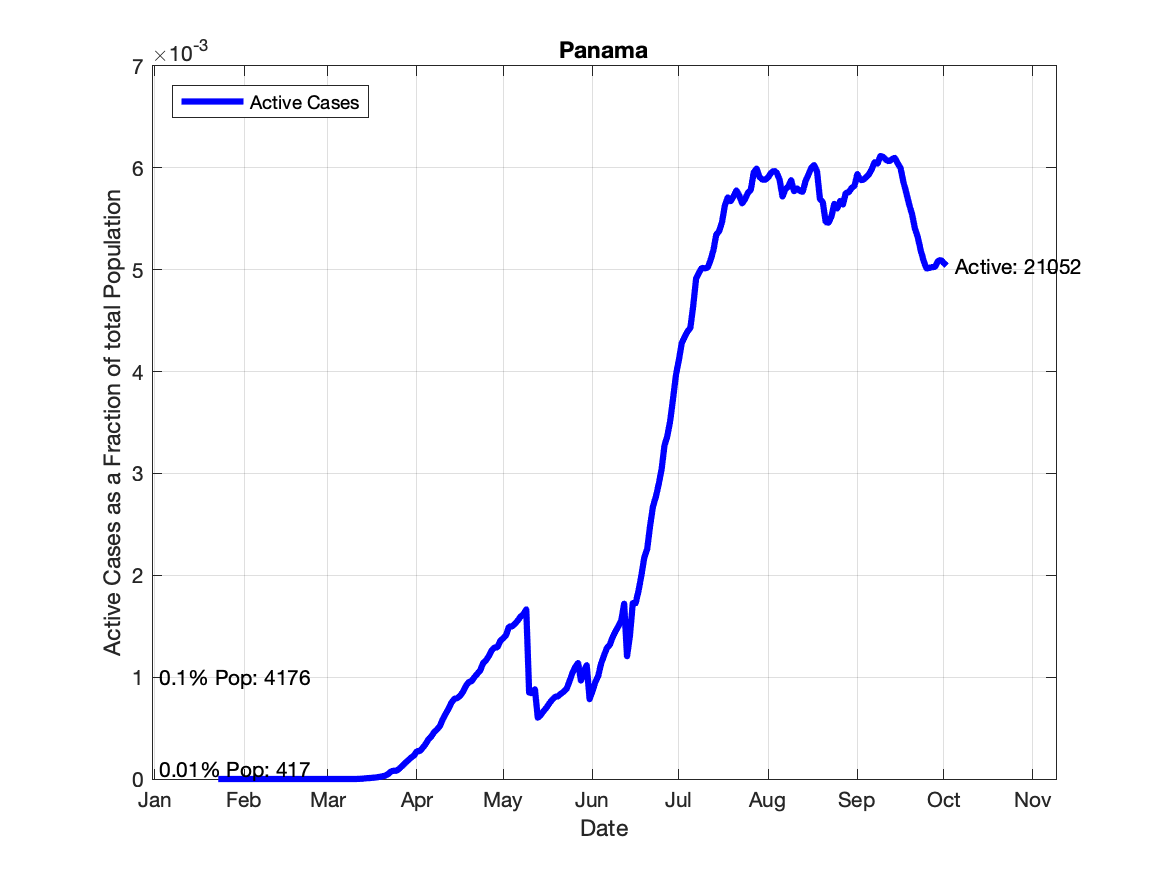 Panama
×10-3
7
6
5
4
3
2
1
0
Active Cases as a Fraction of total Population
Active Cases
Active: 21052
0.1% Pop: 4176
0.01% Pop: 417
Jan Feb Mar Apr May Jun Jul Aug Sep Oct Nov
Date